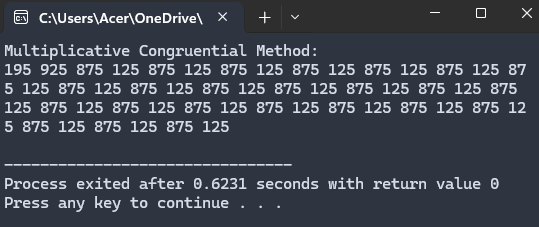 C:\Users\Acer\OneDrive\
Multiplicative Congruential Method:
195 925 875 125 875 125 875 125 875 125 875 125 875 125 87
5 125 875 125 875 125 875 125 875 125 875 125 875 125 875
125 875 125 875 125 875 125 875 125 875 125 875 125 875 12
5 875 125 875 125 875 125
--------------------------------
Process exited after 0.6231 seconds with return value 0
Press any key to continue . . .